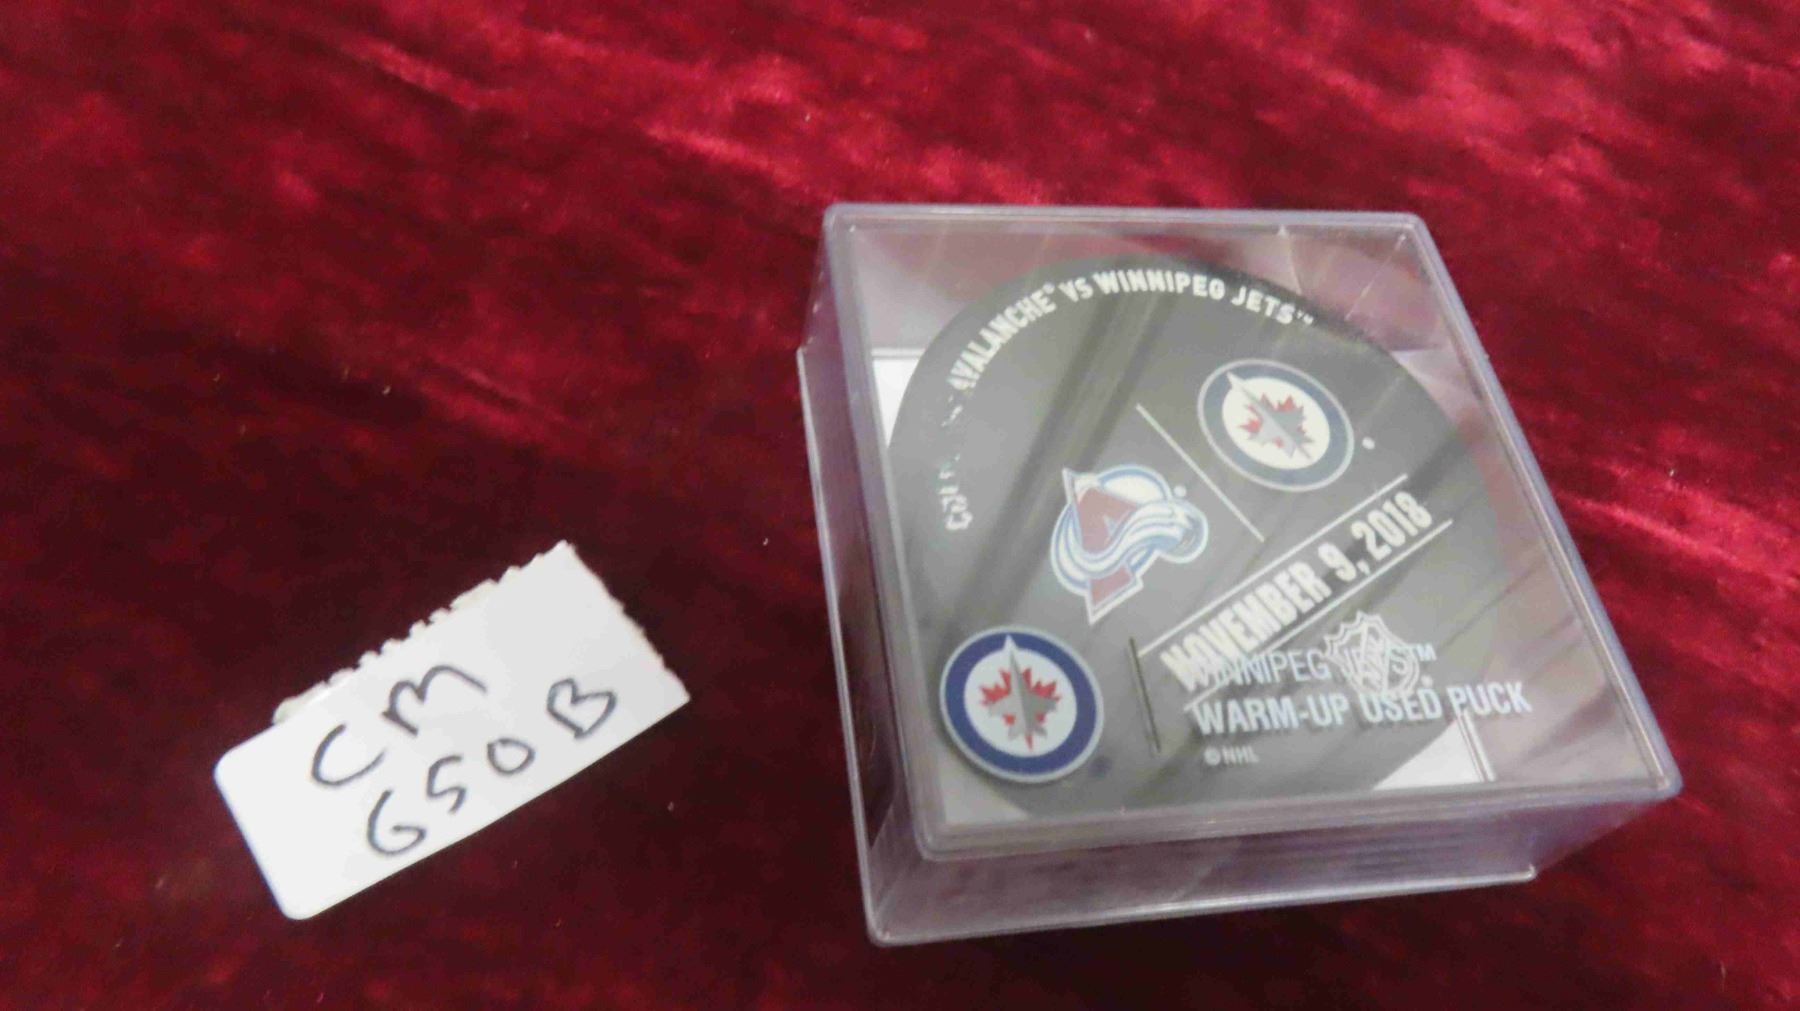 AVALANCHE® VS WINNIPEG JETS™
NOVEMBER 9, 2018
WINNIPEG JETS™
WARM-UP USED PUCK
© NHL
CM
650B